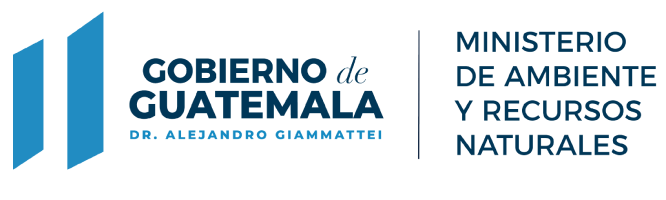 GOBIERNO de
GUATEMALA
DR. ALEJANDRO GIAMMATTEI
MINISTERIO
DE AMBIENTE
Y RECURSOS
NATURALES